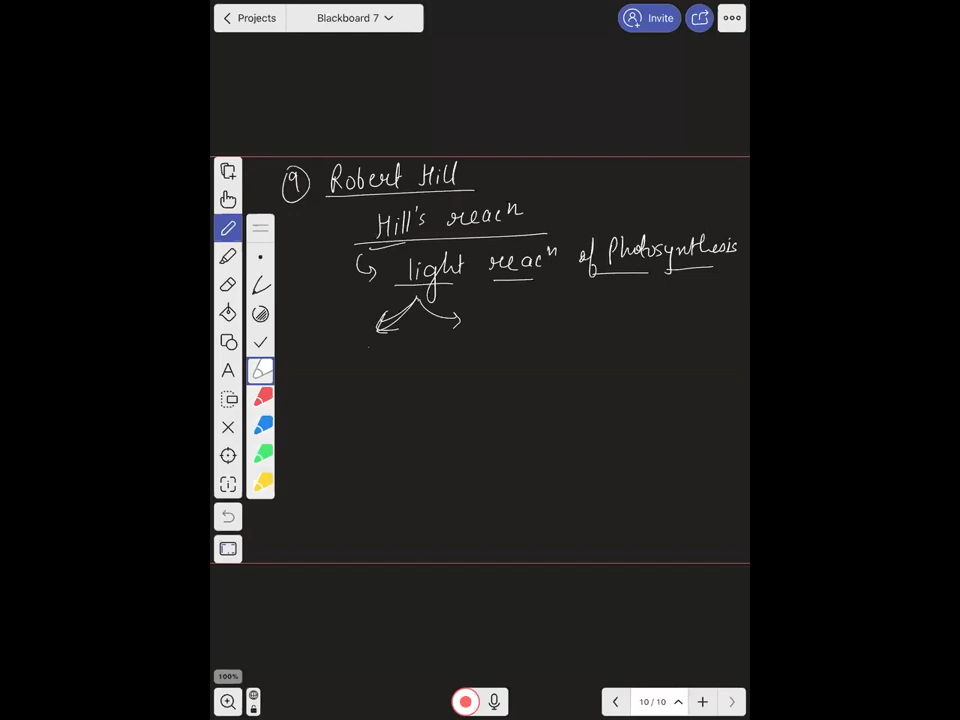 Projects
Blackboard 7
Invite
9 Robert Hill
Hill's reacn
light reacn of Photosynthesis
A
100%
10 / 10